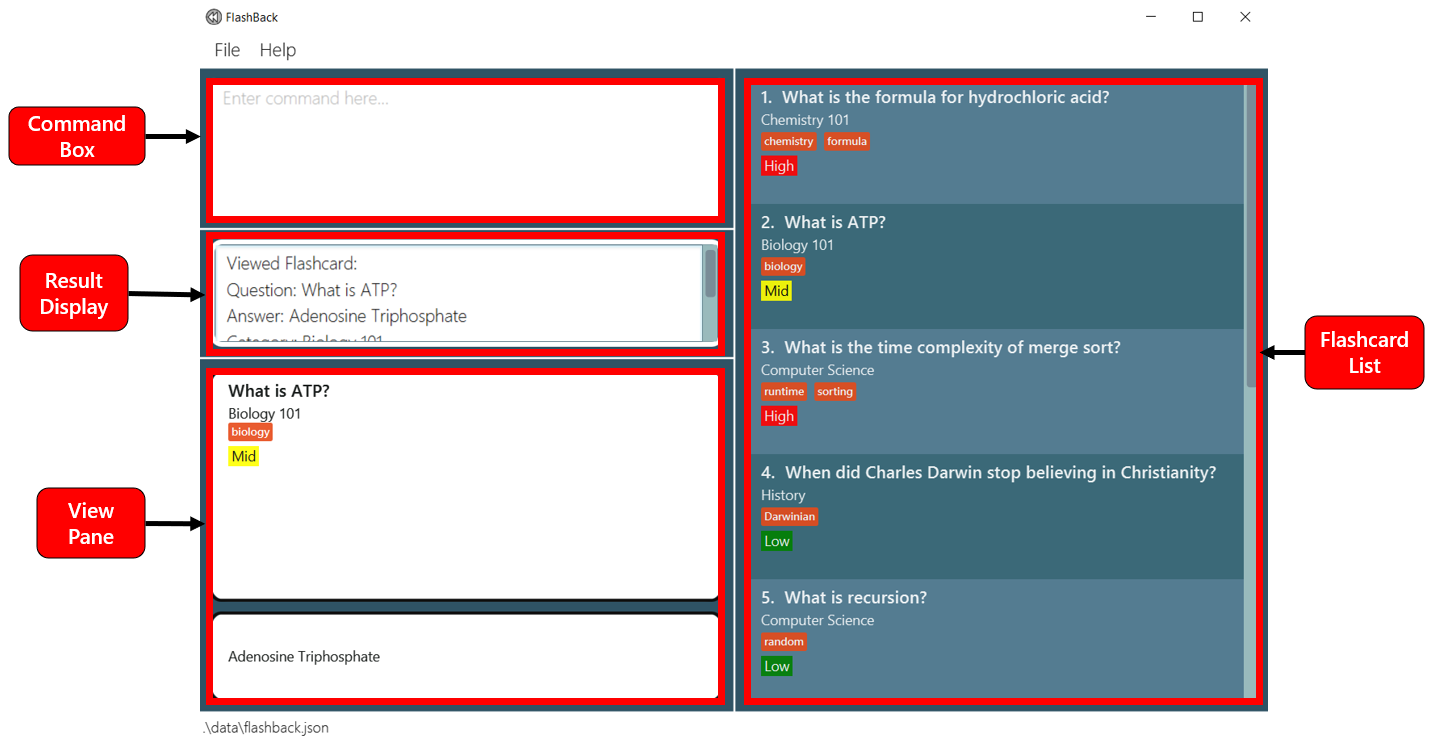 FlashBack
File Help
Command
Box
Enter command here...
Result
Display
Viewed Flashcard:
Question: What is ATP?
Answer: Adenosine Triphosphate
Category: Biology 101
View
Pane
What is ATP?
Biology 101
biology
Mid
Adenosine Triphosphate
1. What is the formula for hydrochloric acid?
Chemistry 101
chemistry formula
High
2. What is ATP?
Biology 101
biology
Mid
3. What is the time complexity of merge sort?
Computer Science
runtime sorting
High
4. When did Charles Darwin stop believing in Christianity?
History
Darwinian
Low
5. What is recursion?
Computer Science
random
Low
Flashcard
List
.\data\flashback.json